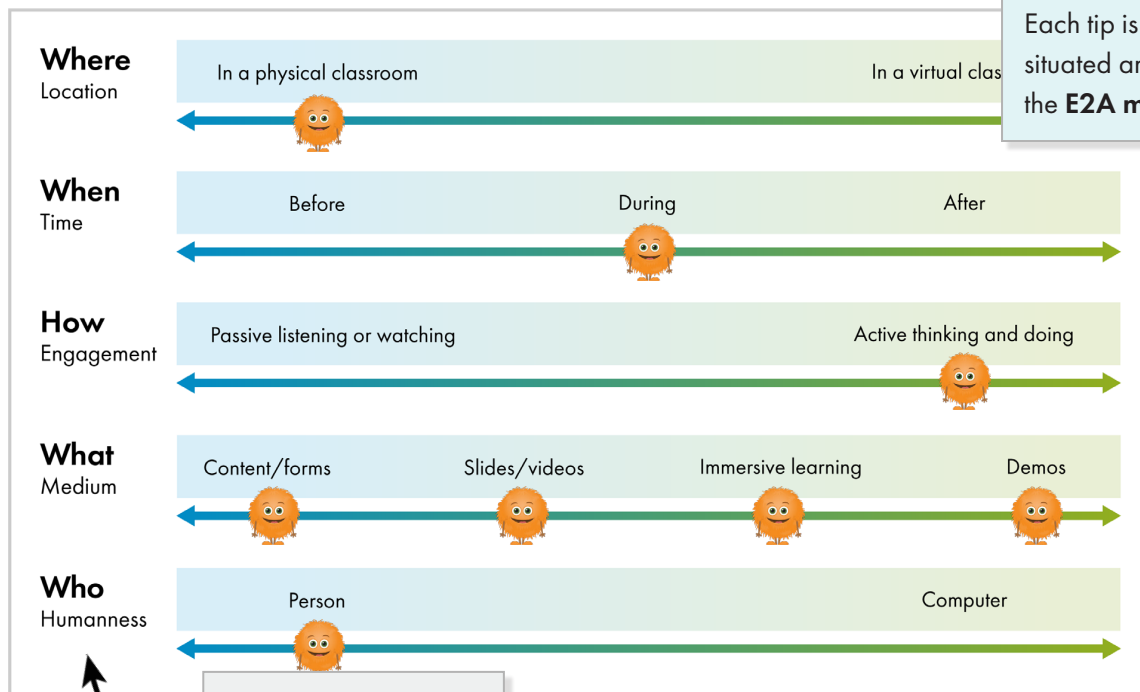 Each tip is
situated
the E2A
Where
Location
In a physical classroom
In a virtual
When
Time
Before
During
After
How
Engagement
Passive listening or watching
Active thinking and doing
What
Medium
Content/forms
Slides/videos
Immersive learning
Demos
Who
Humanness
Person
Computer